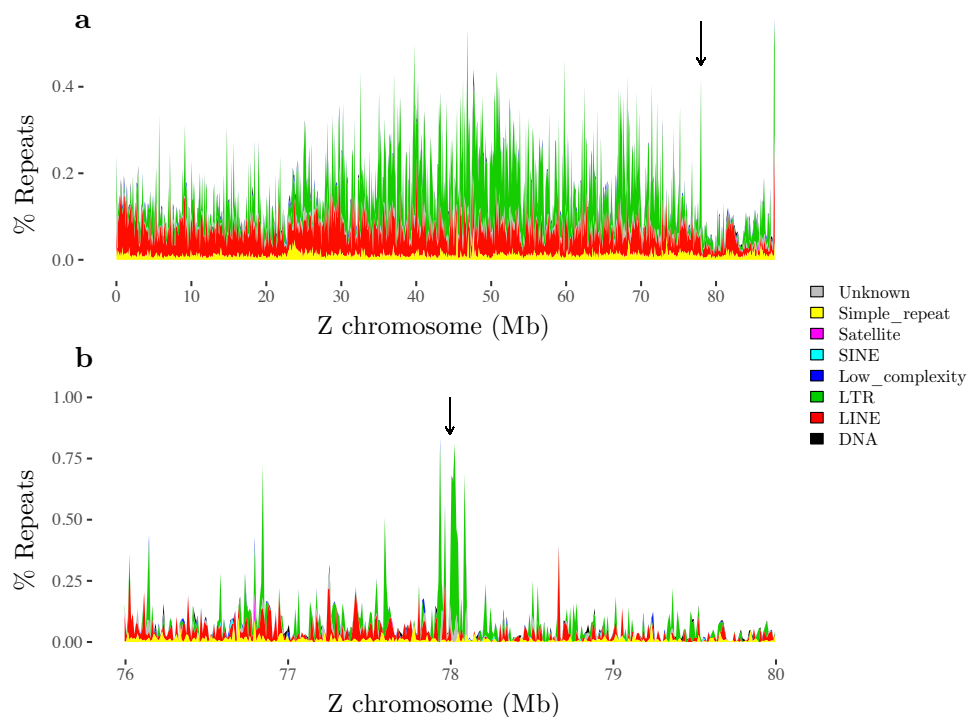 a
% Repeats
0.4
0.2
0.0
0 10 20 30 40 50 60 70 80
Z chromosome (Mb)
Unknown
Simple_repeat
Satellite
SINE
Low_complexity
LTR
LINE
DNA
b
% Repeats
1.00
0.75
0.50
0.25
0.00
76 77 78 79 80
Z chromosome (Mb)